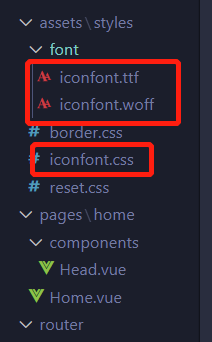 assets\styles
font
iconfont.ttf
iconfont.woff
border.css
iconfont.css
reset.css
pages\home
components
Head.vue
Home.vue
router